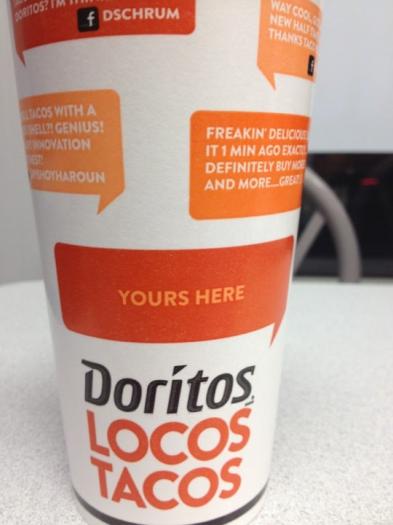 DORITOS? I'M
DSCHRUM
WAY COOL,
NEW HALF
THANKS TACO
TACOS WITH A
SHELL?! GENIUS!
INNOVATION
FREAKIN' DELICIOUS
IT 1 MIN AGO EXACTLY
DEFINITELY BUY MORE
AND MORE....GREAT
YOURS HERE
Doritos
LOCOS
TACOS